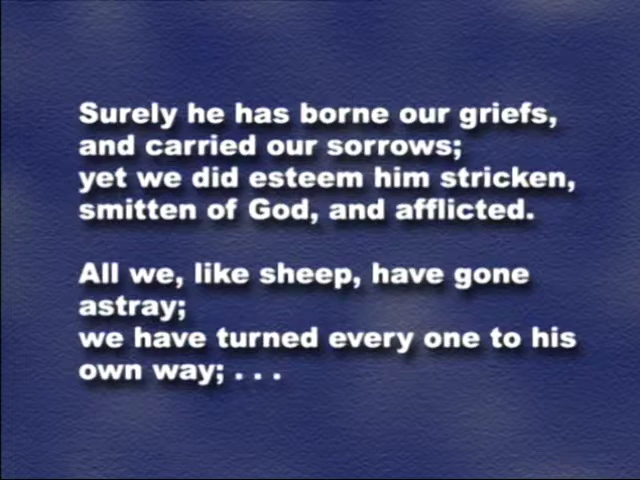 Surely he has borne our griefs,
and carried our sorrows;
yet we did esteem him stricken,
smitten of God, and afflicted.
All we, like sheep, have gone
astray;
we have turned every one to his
own way; . . .